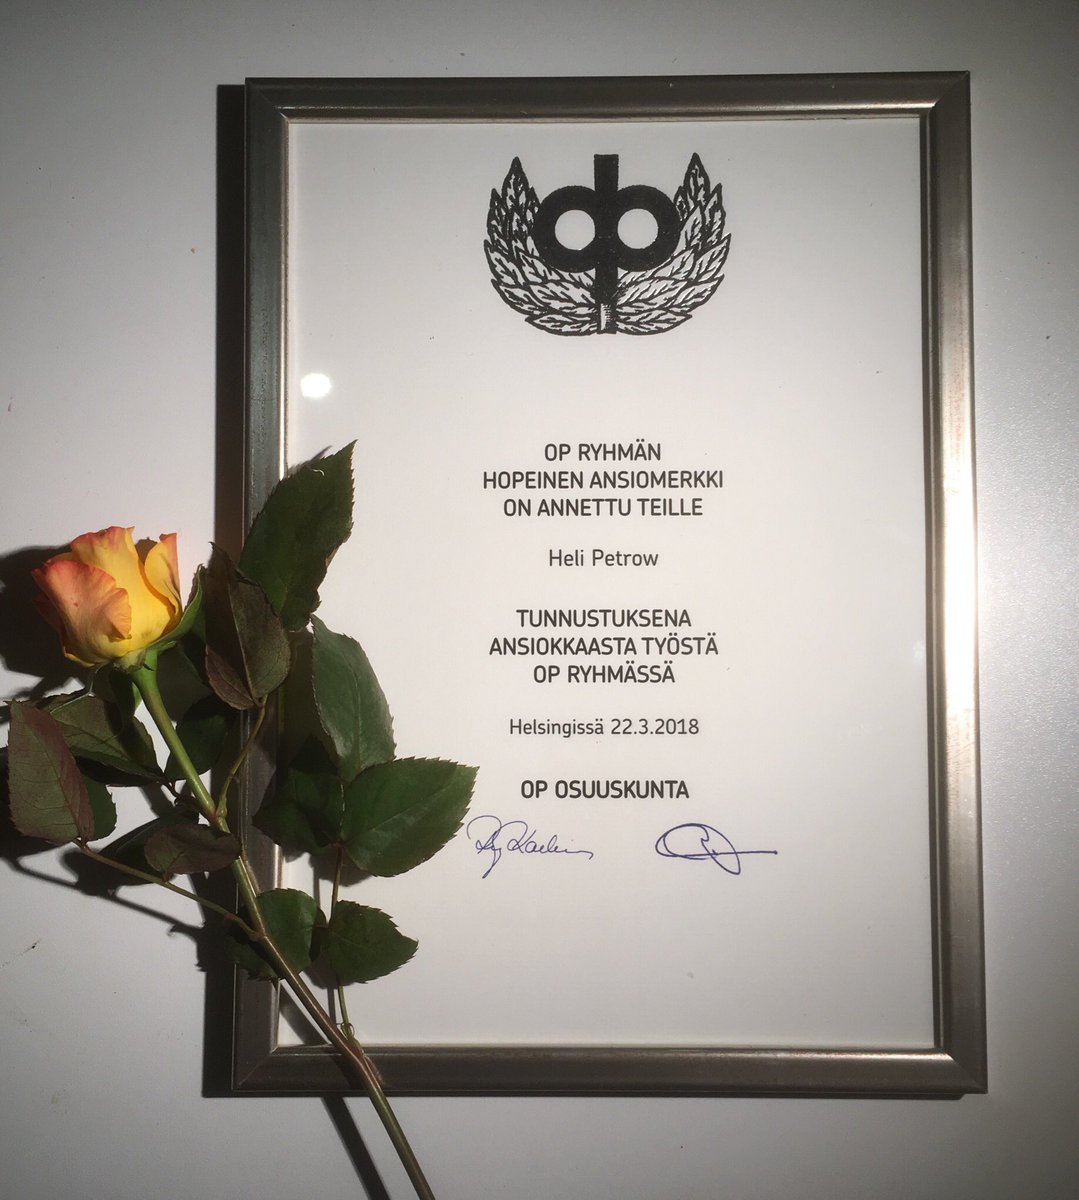 op
OP RYHMÄN
HOPEINEN ANSIOMERKKI
ON ANNETTU TEILLE
Heli Petrow
TUNNUSTUKSENA
ANSIOKKAASTA TYÖSTÄ
OP RYHMÄSSÄ
Helsingissä 22.3.2018
OP OSUUSKUNTA